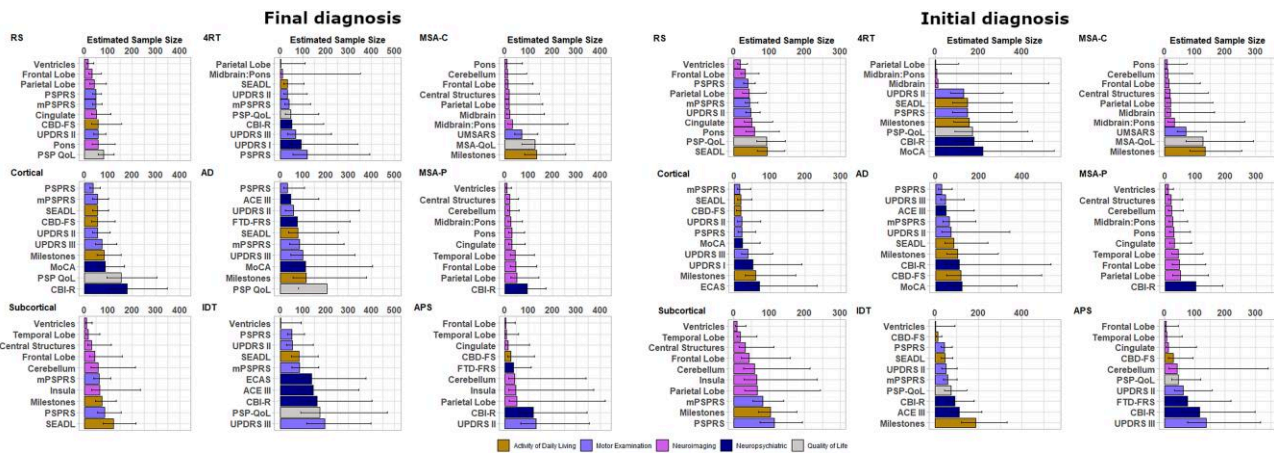 Final diagnosis
Initial diagnosis
RS
Estimated Sample Size
0 100 200 300 400
Ventricles
Frontal Lobe
Parietal Lobe
PSPRS
mPSPRS
Cingulate
CBD-FS
UPDRS II
Pons
PSP QoL
4RT
Estimated Sample Size
0 100 200 300 400 500
Parietal Lobe
Midbrain:Pons
SEADL
UPDRS II
mPSPRS
PSP-QoL
CBI-R
UPDRS III
UPDRS I
PSPRS
MSA-C
Estimated Sample Size
0 100 200 300 400
Pons
Cerebellum
Frontal Lobe
Central Structures
Parietal Lobe
Midbrain
Midbrain:Pons
UMSARS
MSA-QoL
Milestones
Cortical
PSPRS
mPSPRS
SEADL
CBD-FS
UPDRS II
UPDRS III
Milestones
MoCA
PSP QoL
CBI-R
AD
PSPRS
ACE III
UPDRS II
FTD-FRS
SEADL
mPSPRS
UPDRS III
MoCA
Milestones
PSP QoL
MSA-P
Ventricles
Central Structures
Cerebellum
Midbrain:Pons
Pons
Cingulate
Temporal Lobe
Frontal Lobe
Parietal Lobe
CBI-R
Subcortical
Ventricles
Temporal Lobe
Central Structures
Frontal Lobe
Cerebellum
mPSPRS
Insula
Milestones
PSPRS
SEADL
IDT
Ventricles
PSPRS
UPDRS II
SEADL
mPSPRS
ECAS
ACE III
CBI-R
PSP-QoL
UPDRS III
APS
Frontal Lobe
Temporal Lobe
Cingulate
CBD-FS
FTD-FRS
Cerebellum
Insula
Parietal Lobe
CBI-R
UPDRS II
RS
Estimated Sample Size
0 100 200 300 400
Ventricles
Frontal Lobe
PSPRS
Parietal Lobe
mPSPRS
UPDRS II
Cingulate
Pons
PSP-QoL
SEADL
4RT
Estimated Sample Size
0 200 400
Parietal Lobe
Midbrain:Pons
Midbrain
UPDRS II
SEADL
PSPRS
Milestones
PSP-QoL
CBI-R
MoCA
MSA-C
Estimated Sample Size
0 100 200 300
Pons
Cerebellum
Frontal Lobe
Central Structures
Parietal Lobe
Midbrain
Midbrain:Pons
UMSARS
MSA-QoL
Milestones
Cortical
mPSPRS
SEADL
CBD-FS
UPDRS II
PSPRS
MoCA
UPDRS III
UPDRS I
Milestones
ECAS
AD
PSPRS
UPDRS III
ACE III
mPSPRS
UPDRS II
SEADL
Milestones
CBI-R
CBD-FS
MoCA
MSA-P
Ventricles
Central Structures
Cerebellum
Midbrain:Pons
Pons
Cingulate
Temporal Lobe
Frontal Lobe
Parietal Lobe
CBI-R
Subcortical
Ventricles
Temporal Lobe
Central Structures
Frontal Lobe
Cerebellum
Insula
Parietal Lobe
mPSPRS
Milestones
PSPRS
IDT
Ventricles
CBD-FS
PSPRS
SEADL
UPDRS II
mPSPRS
PSP-QoL
CBI-R
ACE III
Milestones
APS
Frontal Lobe
Temporal Lobe
Cingulate
CBD-FS
Cerebellum
PSP-QoL
UPDRS II
FTD-FRS
CBI-R
UPDRS III
Activity of Daily Living
Motor Examination
Neuroimaging
Neuropsychiatric
Quality of Life